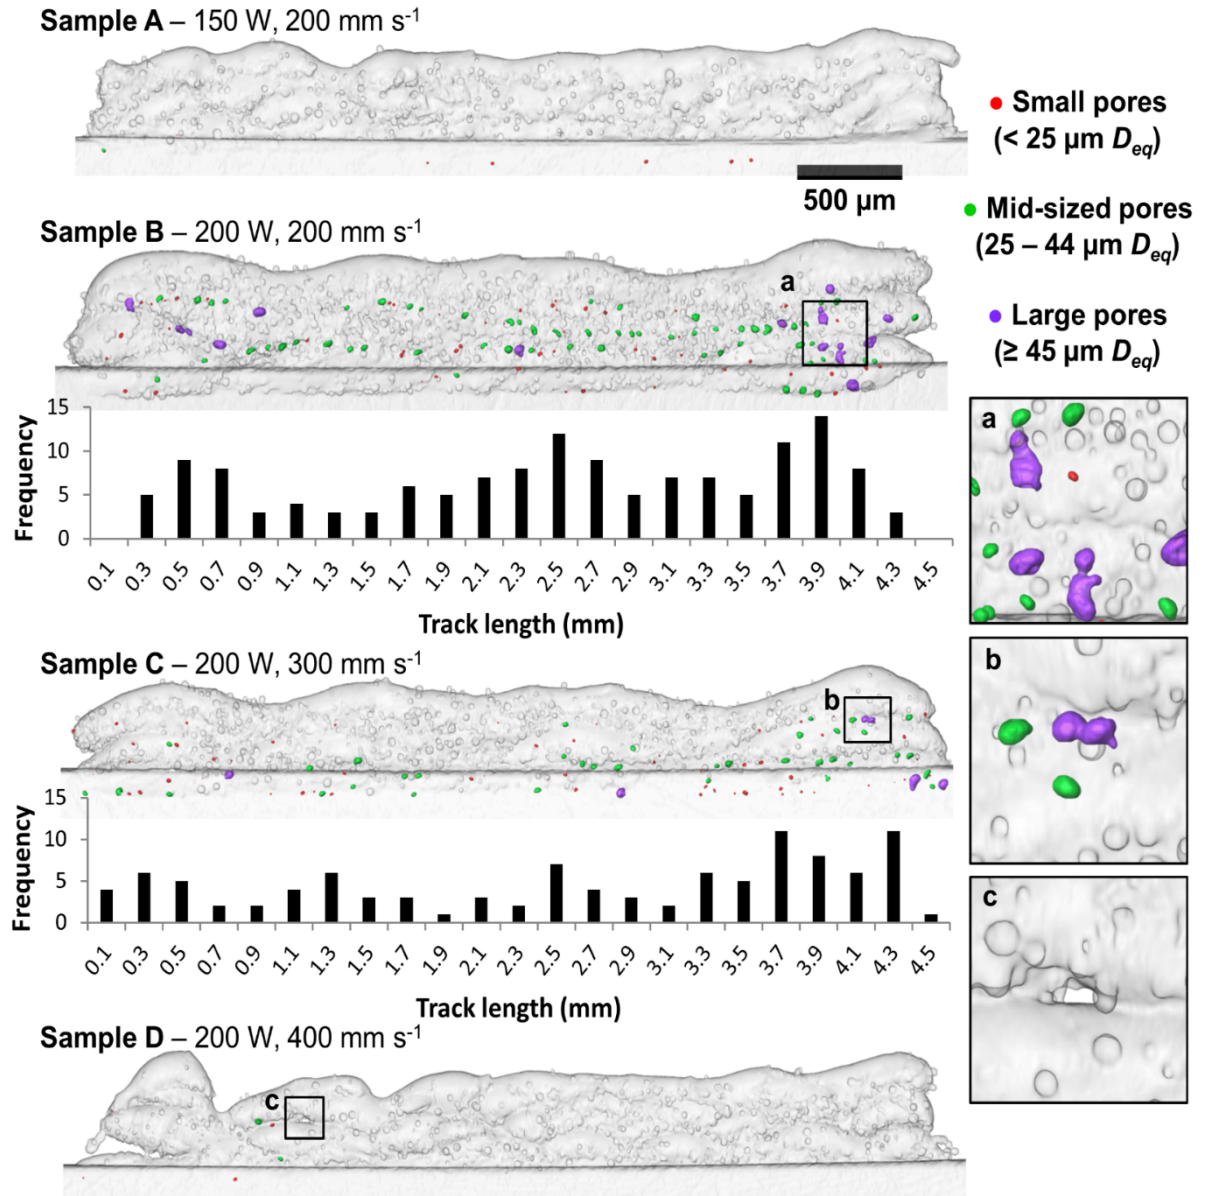 Sample A – 150 W, 200 mm s-1
Small pores
(< 25 µm Deq)
500 µm
Mid-sized pores
(25 – 44 µm Deq)
Sample B – 200 W, 200 mm s-1
a
Large pores
(≥ 45 µm Deq)
15
10
5
0
Frequency
0.1 0.3 0.5 0.7 0.9 1.1 1.3 1.5 1.7 1.9 2.1 2.3 2.5 2.7 2.9 3.1 3.3 3.5 3.7 3.9 4.1 4.3 4.5
Track length (mm)
a
Sample C – 200 W, 300 mm s-1
b
b
15
10
5
0
Frequency
0.1 0.3 0.5 0.7 0.9 1.1 1.3 1.5 1.7 1.9 2.1 2.3 2.5 2.7 2.9 3.1 3.3 3.5 3.7 3.9 4.1 4.3 4.5
Track length (mm)
c
Sample D – 200 W, 400 mm s-1
c